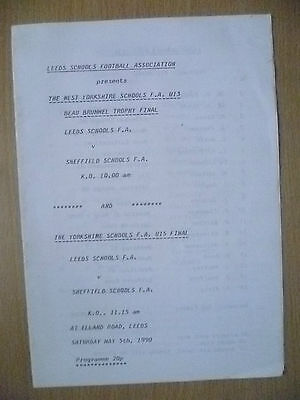 LEEDS SCHOOLS FOOTBALL ASSOCIATION
presents
THE WEST YORKSHIRE SCHOOLS F.A. U13
BEAU BRUMMEL TROPHY FINAL
LEEDS SCHOOLS F.A.
v
SHEFFIELD SCHOOLS F.A.
K.O. 10.00 am
******** AND ********
THE YORKSHIRE SCHOOLS F.A. U15 FINAL
LEEDS SCHOOLS F.A.
v
SHEFFIELD SCHOOLS F.A.
K.O., 11.15 am
AT ELLAND ROAD, LEEDS
SATURDAY MAY 5th, 1990
Programme 20p
**************